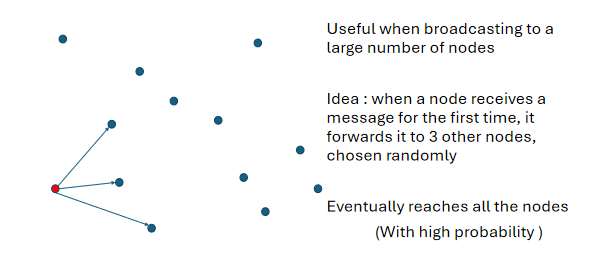 Useful when broadcasting to a
large number of nodes
Idea : when a node receives a
message for the first time, it
forwards it to 3 other nodes,
chosen randomly
Eventually reaches all the nodes
(With high probability )